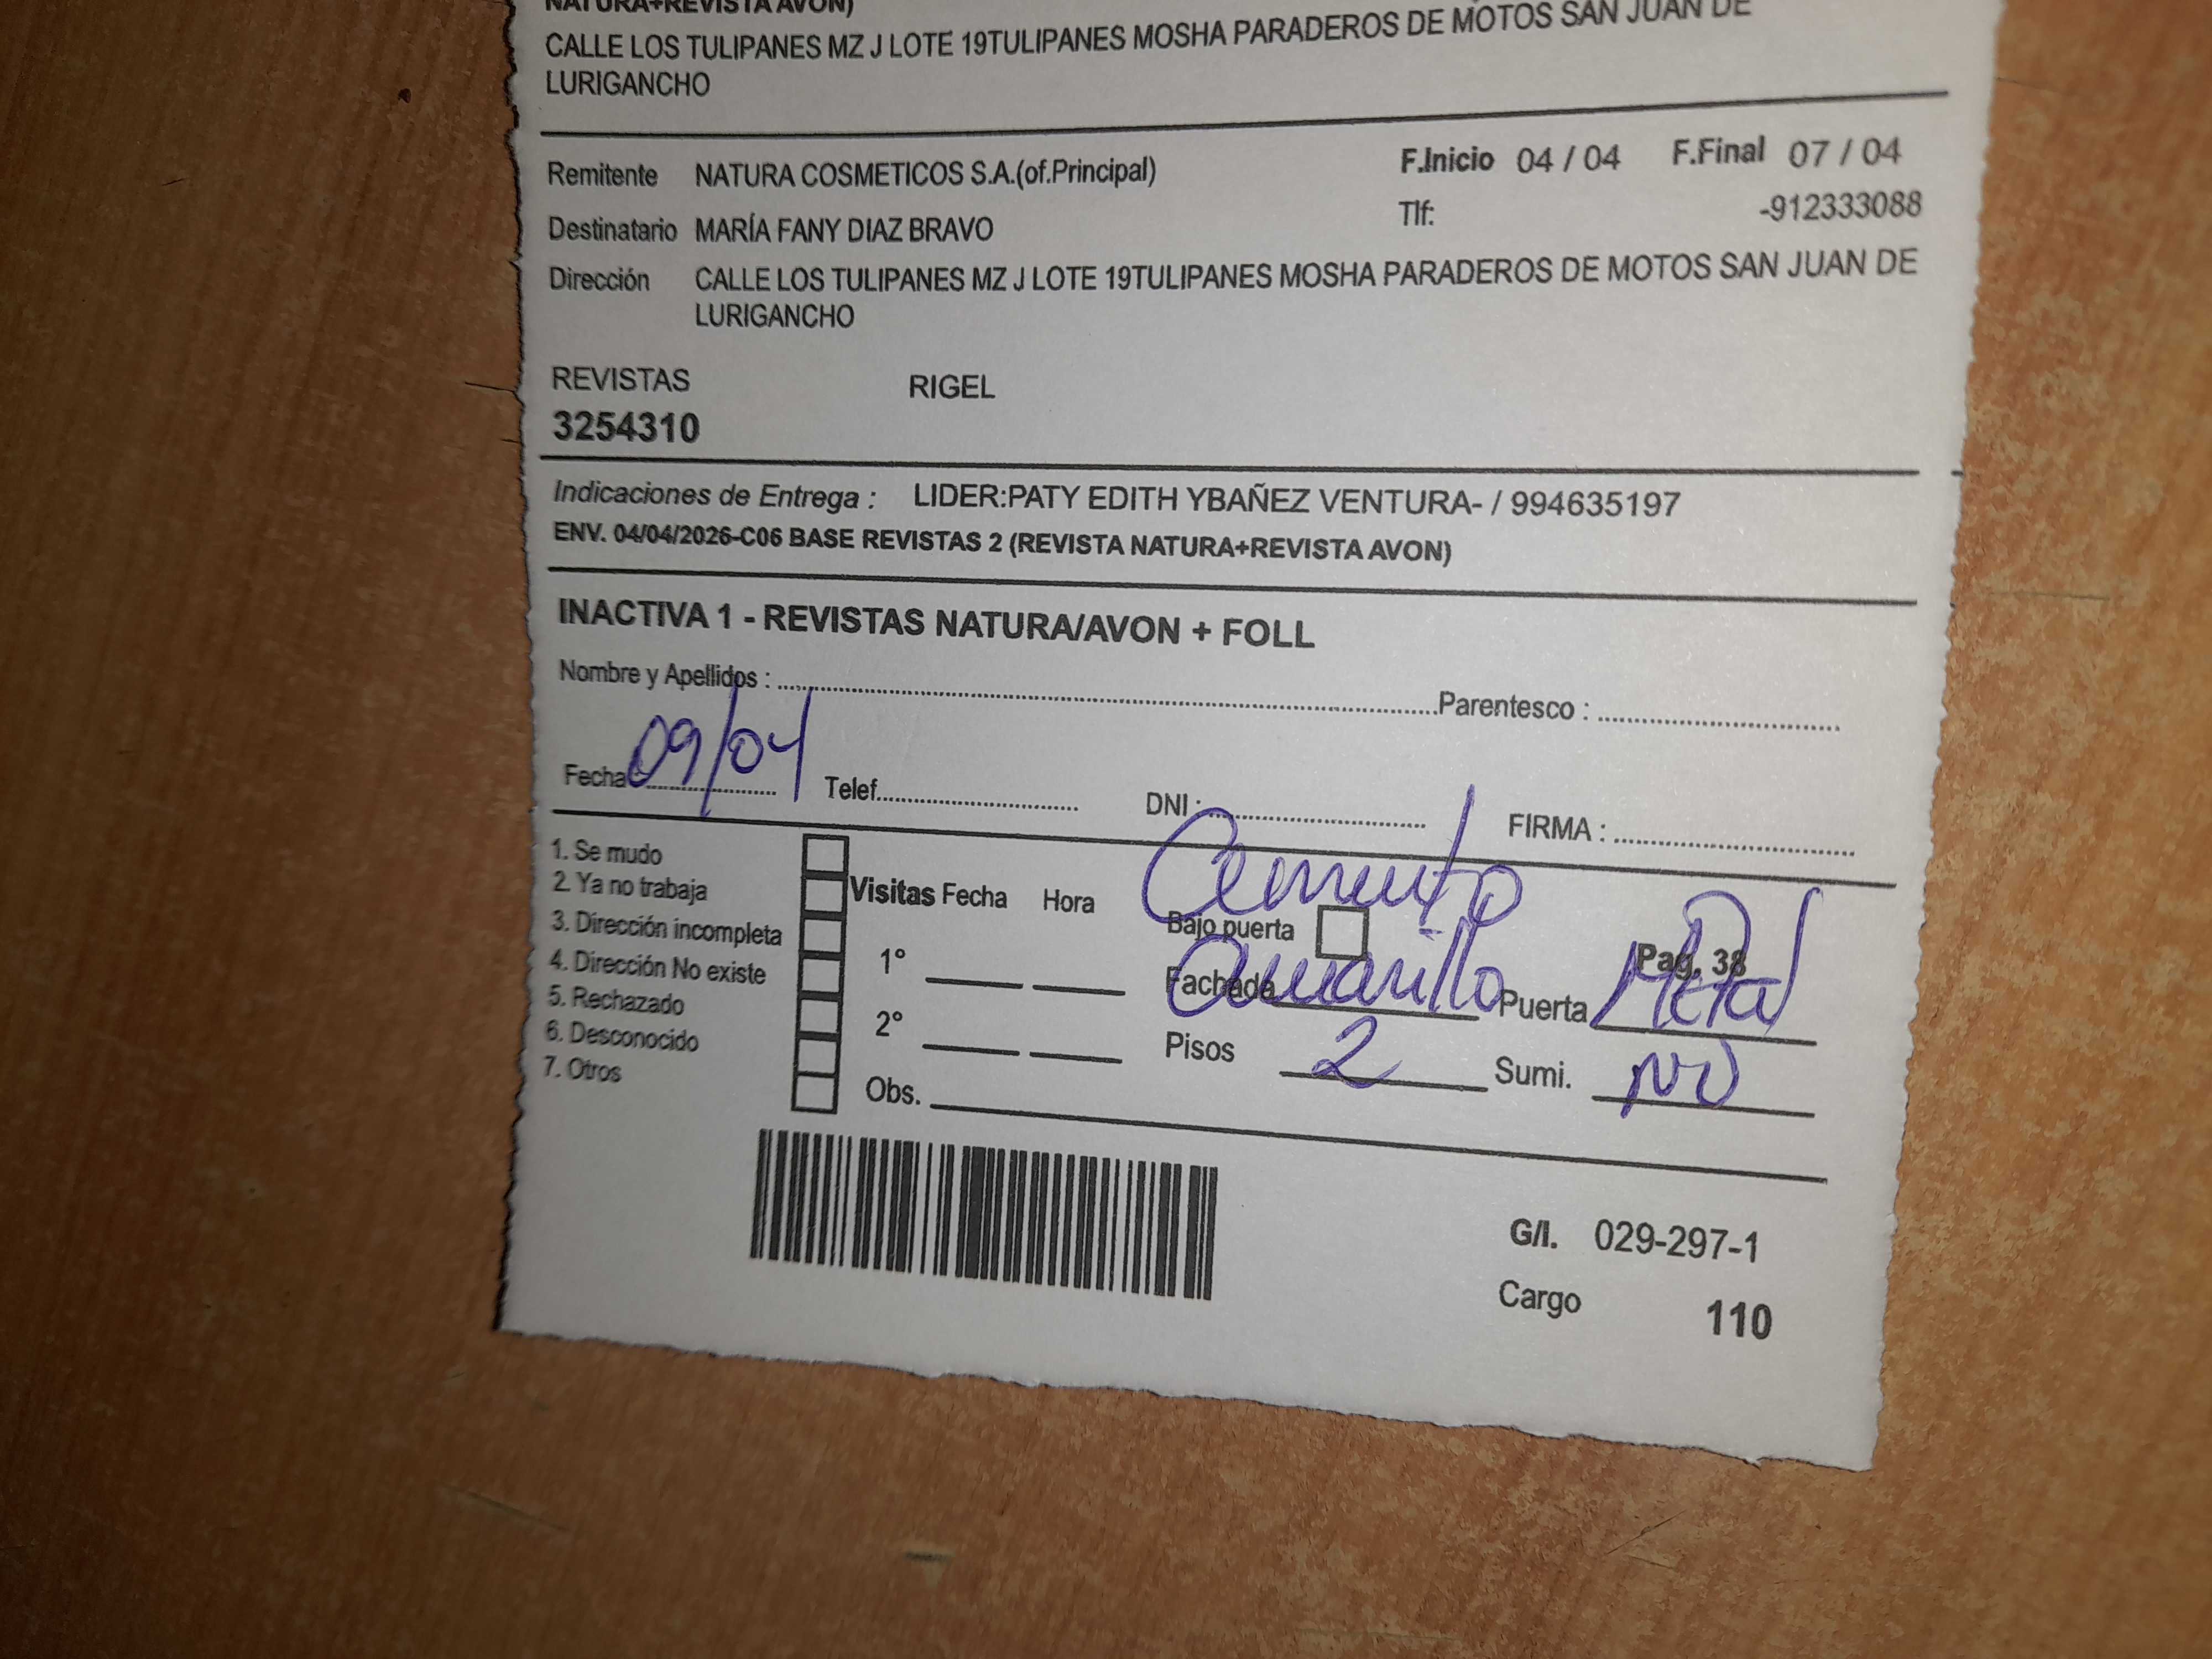 NATURA+REVISTA AVON)
CALLE LOS TULIPANES MZ J LOTE 19TULIPANES MOSHA PARADEROS DE MOTOS SAN JUAN DE
LURIGANCHO
Remitente NATURA COSMETICOS S.A.(of.Principal) F.Inicio 04 / 04 F.Final 07 / 04
Destinatario MARÍA FANY DIAZ BRAVO Tlf: -912333088
Dirección CALLE LOS TULIPANES MZ J LOTE 19TULIPANES MOSHA PARADEROS DE MOTOS SAN JUAN DE
LURIGANCHO
REVISTAS RIGEL
3254310
Indicaciones de Entrega : LIDER:PATY EDITH YBAÑEZ VENTURA- / 994635197
ENV. 04/04/2026-C06 BASE REVISTAS 2 (REVISTA NATURA+REVISTA AVON)
INACTIVA 1 - REVISTAS NATURA/AVON + FOLL
Nombre y Apellidos : Parentesco :
Fecha : 09/04 Telef. DNI : FIRMA :
1. Se mudo
2. Ya no trabaja Visitas Fecha Hora Cemento
3. Dirección incompleta Bajo puerta
4. Dirección No existe 1° Fachada Amarillo Pag. 38 Puerta Metal
5. Rechazado
6. Desconocido 2° Pisos 2 Sumi. NO
7. Otros Obs.
G/I. 029-297-1
Cargo 110